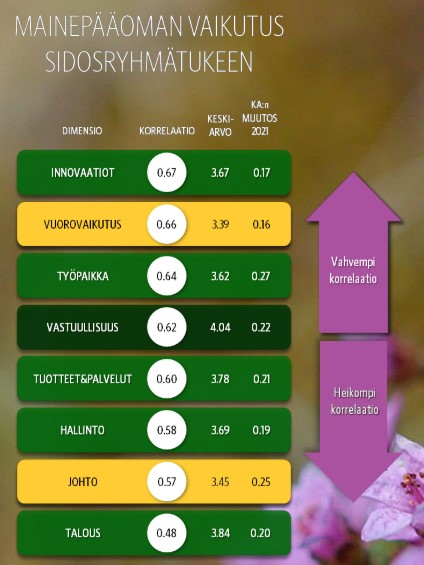 MAINEPÄÄOMAN VAIKUTUS
SIDOSRYHMÄTUKEEN
DIMENSIO KORRELAATIO KESKI-ARVO KA:n MUUTOS 2021
INNOVAATIOT 0.67 3.67 0.17
VUOROVAIKUTUS 0.66 3.39 0.16
TYÖPAIKKA 0.64 3.62 0.27
VASTUULLISUUS 0.62 4.04 0.22
TUOTTEET&PALVELUT 0.60 3.78 0.21
HALLINTO 0.58 3.69 0.19
JOHTO 0.57 3.45 0.25
TALOUS 0.48 3.84 0.20
Vahvempi
korrelaatio
Heikompi
korrelaatio